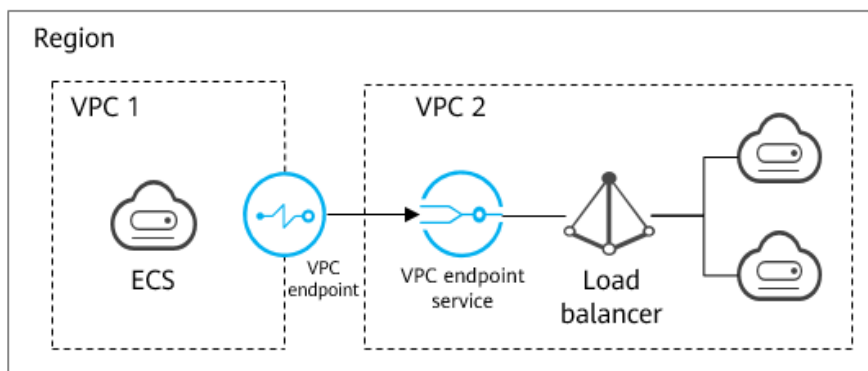 Region
VPC 1
VPC 2
ECS
VPC
endpoint
VPC endpoint
service
Load
balancer